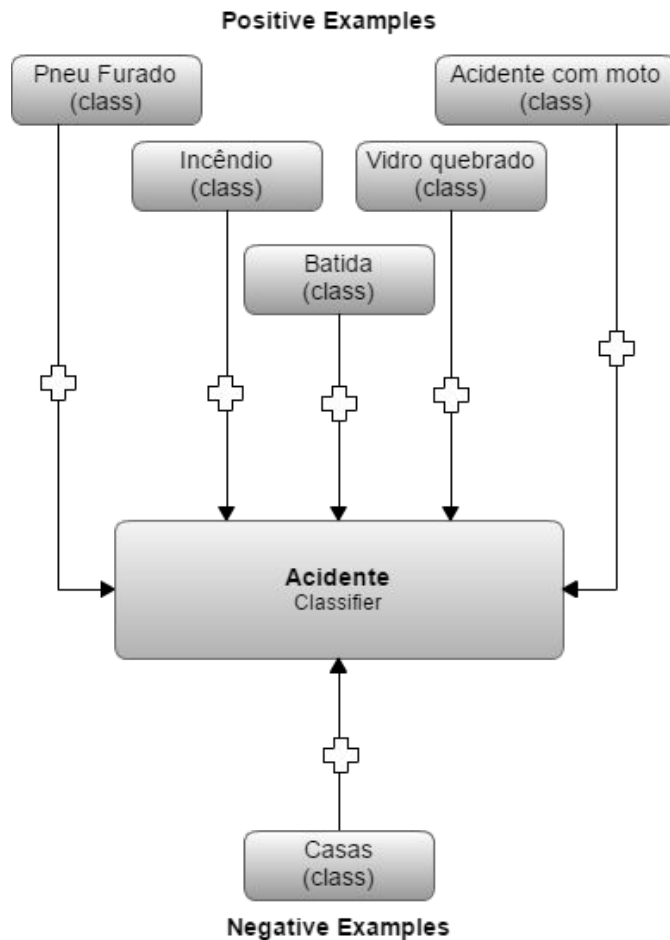 Positive Examples
Pneu Furado
(class)
Acidente com moto
(class)
Incêndio
(class)
Vidro quebrado
(class)
Batida
(class)
Acidente
Classifier
Casas
(class)
Negative Examples